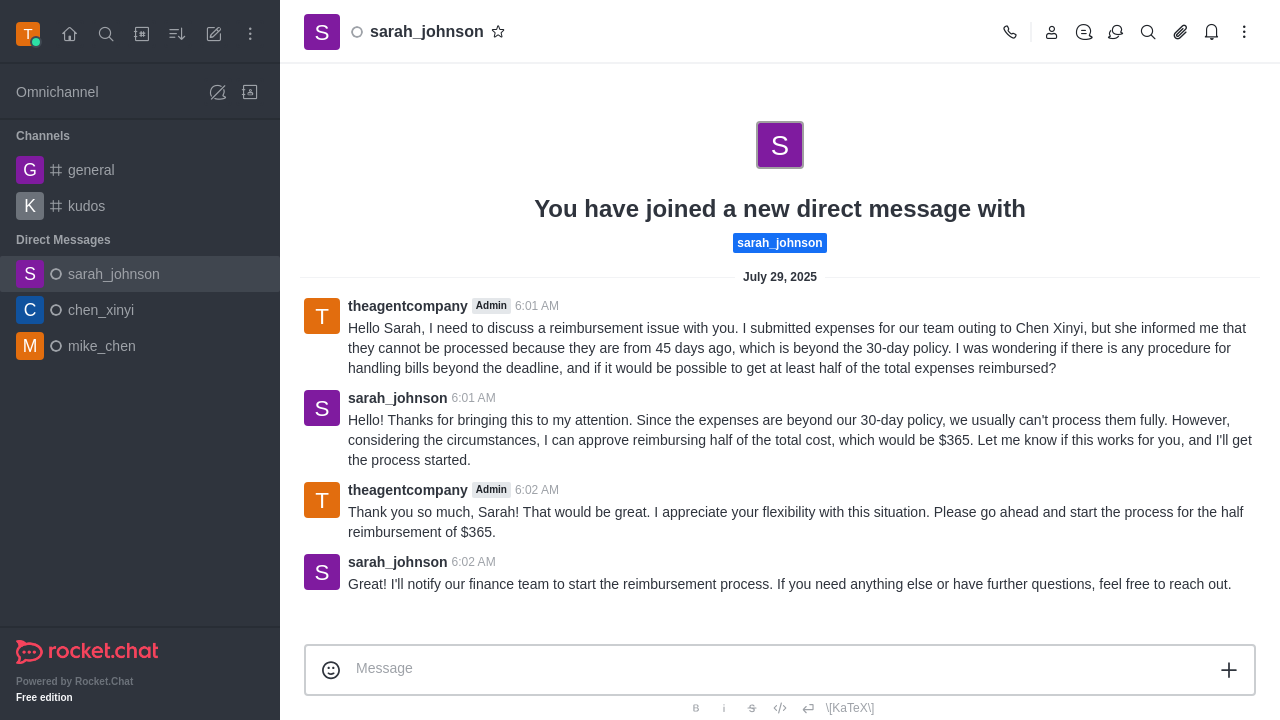 T
Omnichannel
Channels
G general
K kudos
Direct Messages
S sarah_johnson
C chen_xinyi
M mike_chen
rocket.chat
Powered by Rocket.Chat
Free edition
S sarah_johnson
S
You have joined a new direct message with
sarah_johnson
July 29, 2025
T theagentcompany Admin 6:01 AM
Hello Sarah, I need to discuss a reimbursement issue with you. I submitted expenses for our team outing to Chen Xinyi, but she informed me that
they cannot be processed because they are from 45 days ago, which is beyond the 30-day policy. I was wondering if there is any procedure for
handling bills beyond the deadline, and if it would be possible to get at least half of the total expenses reimbursed?
S sarah_johnson 6:01 AM
Hello! Thanks for bringing this to my attention. Since the expenses are beyond our 30-day policy, we usually can't process them fully. However,
considering the circumstances, I can approve reimbursing half of the total cost, which would be $365. Let me know if this works for you, and I'll get
the process started.
T theagentcompany Admin 6:02 AM
Thank you so much, Sarah! That would be great. I appreciate your flexibility with this situation. Please go ahead and start the process for the half
reimbursement of $365.
S sarah_johnson 6:02 AM
Great! I'll notify our finance team to start the reimbursement process. If you need anything else or have further questions, feel free to reach out.
Message
B i S \[KaTeX\]